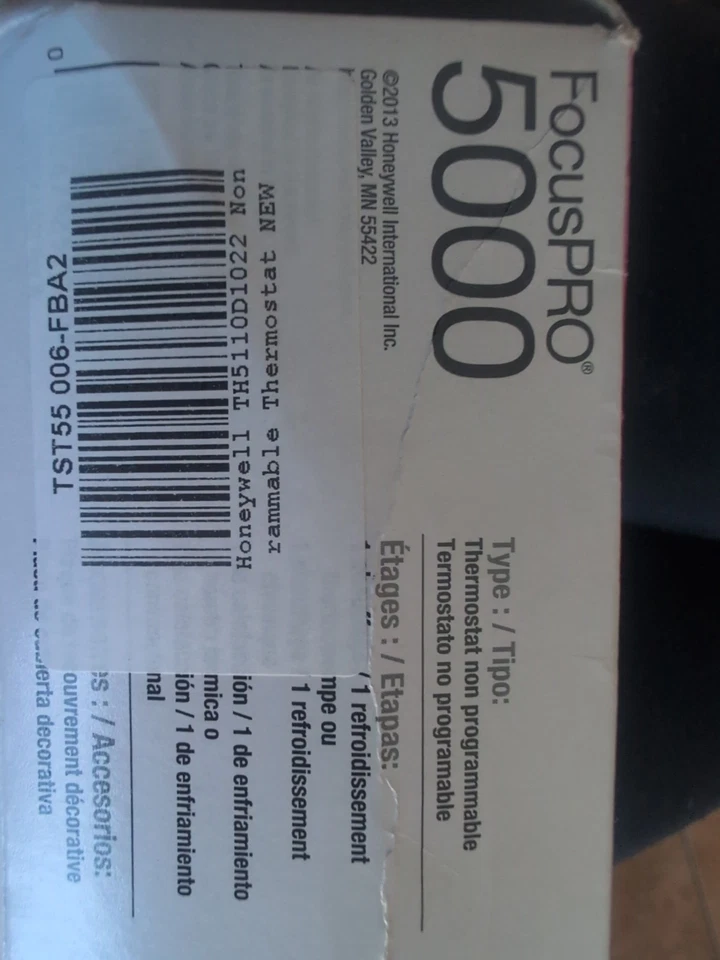 FocusPRO®
5000
©2013 Honeywell International Inc.
Golden Valley, MN 55422
rammable Thermostat NEW
Honeywell TH5110D1022 Non
TST55 006-FBA2
0
Type : / Tipo:
Thermostat non programmable
Termostato no programable
Étages : / Etapas:
/ 1 refroidissement
mpe ou
1 refroidissement
ión / 1 de enfriamiento
mica o
ión / 1 de enfriamiento
nal
es : / Accesorios:
ouvrement décorative
erta decorativa